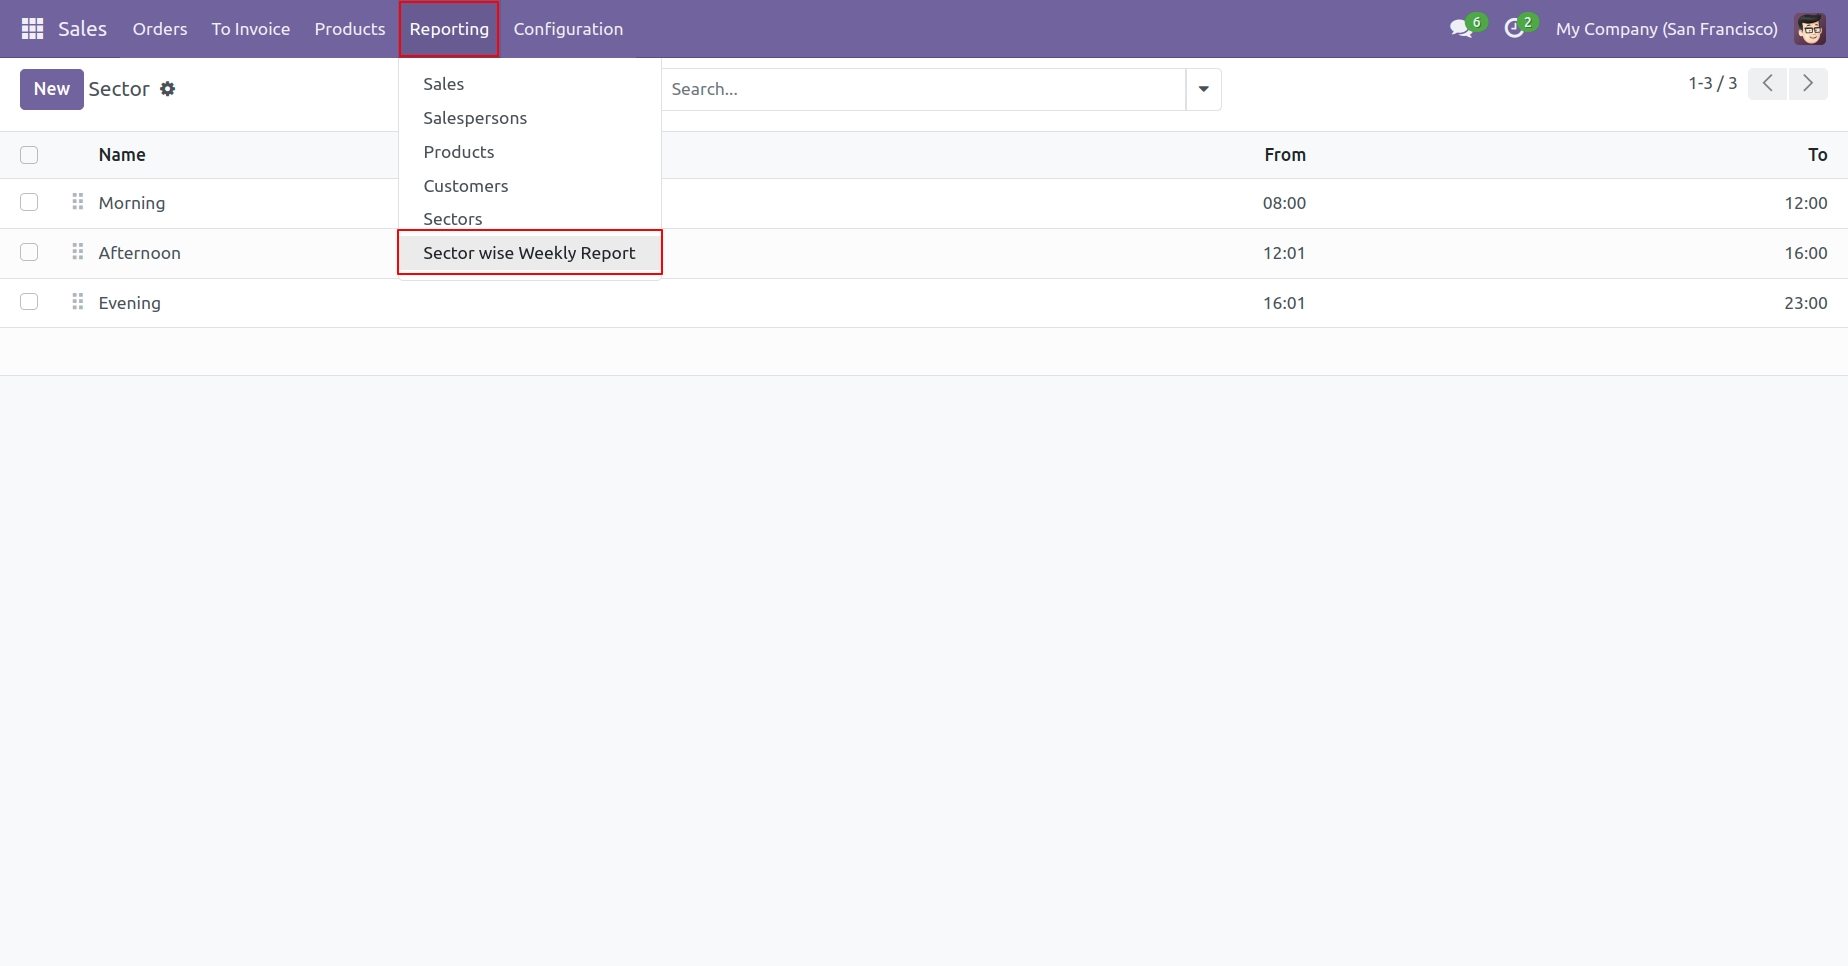 Sales Orders To Invoice Products Reporting Configuration 6 2 My Company (San Francisco)
New Sector Search... 1-3 / 3
Sales
Salespersons
Products
Customers
Sectors
Sector wise Weekly Report
Name From To
Morning 08:00 12:00
Afternoon 12:01 16:00
Evening 16:01 23:00